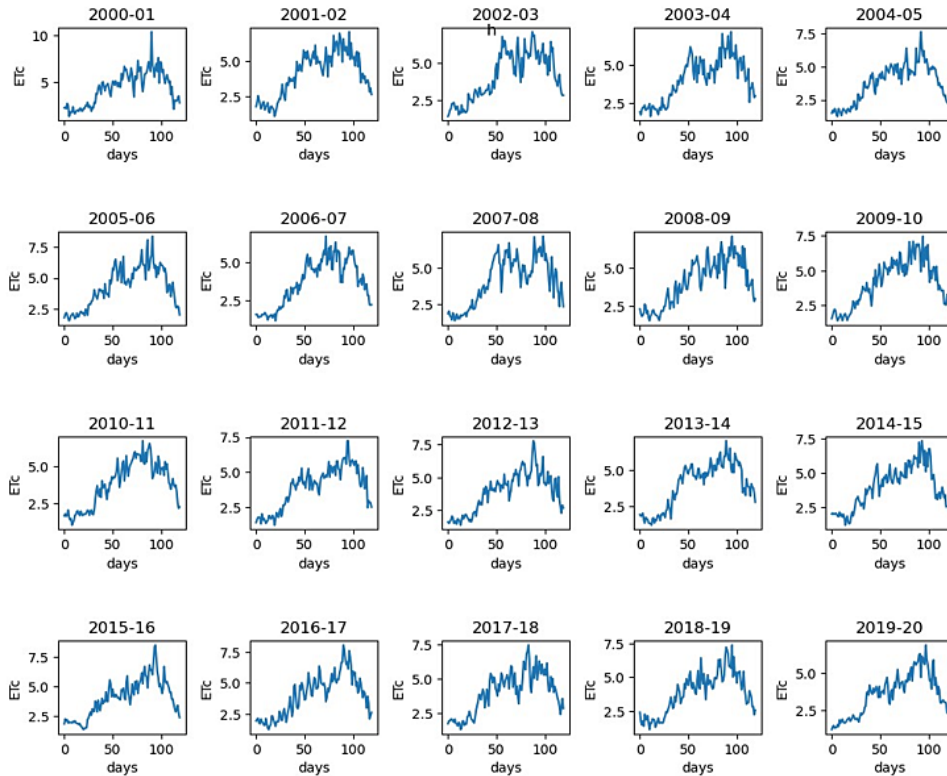 2000-01 2001-02 2002-03 2003-04 2004-05
h
10 5.0 5.0 5.0 7.5
5 2.5 2.5 2.5 5.0
2.5
ETc ETc ETc ETc ETc
0 50 100 0 50 100 0 50 100 0 50 100 0 50 100
days days days days days
2005-06 2006-07 2007-08 2008-09 2009-10
7.5 5.0 5.0 5.0 7.5
5.0 2.5 2.5 2.5 5.0
2.5 2.5
ETc ETc ETc ETc ETc
0 50 100 0 50 100 0 50 100 0 50 100 0 50 100
days days days days days
2010-11 2011-12 2012-13 2013-14 2014-15
5.0 7.5 7.5 5.0 7.5
2.5 5.0 5.0 2.5 5.0
2.5 2.5 2.5
ETc ETc ETc ETc ETc
0 50 100 0 50 100 0 50 100 0 50 100 0 50 100
days days days days days
2015-16 2016-17 2017-18 2018-19 2019-20
7.5 7.5 7.5 7.5 5.0
5.0 5.0 5.0 5.0 2.5
2.5 2.5 2.5 2.5
ETc ETc ETc ETc ETc
0 50 100 0 50 100 0 50 100 0 50 100 0 50 100
days days days days days